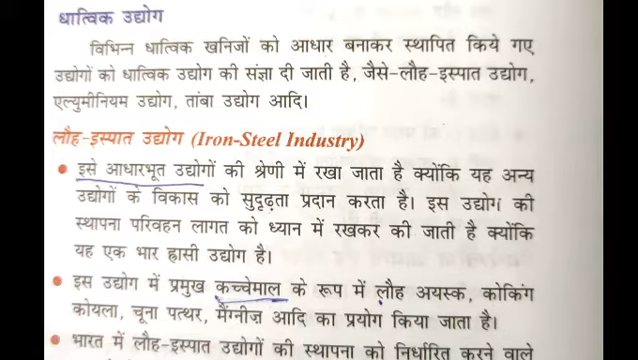 धात्विक उद्योग
विभिन्न धात्विक खनिजों को आधार बनाकर स्थापित किये गए
उद्योगों को धात्विक उद्योग की संज्ञा दी जाती है, जैसे-लौह-इस्पात उद्योग,
एल्युमीनियम उद्योग, तांबा उद्योग आदि।
लौह-इस्पात उद्योग (Iron-Steel Industry)
• इसे आधारभूत उद्योगों की श्रेणी में रखा जाता है क्योंकि यह अन्य
उद्योगों के विकास को सुदृढ़ता प्रदान करता है। इस उद्योग की
स्थापना परिवहन लागत को ध्यान में रखकर की जाती है क्योंकि
यह एक भार ह्रासी उद्योग है।
• इस उद्योग में प्रमुख कच्चेमाल के रूप में लौह अयस्क, कोकिंग
कोयला, चूना पत्थर, मैंग्नीज़ आदि का प्रयोग किया जाता है।
• भारत में लौह-इस्पात उद्योगों की स्थापना को निर्धारित करने वाले